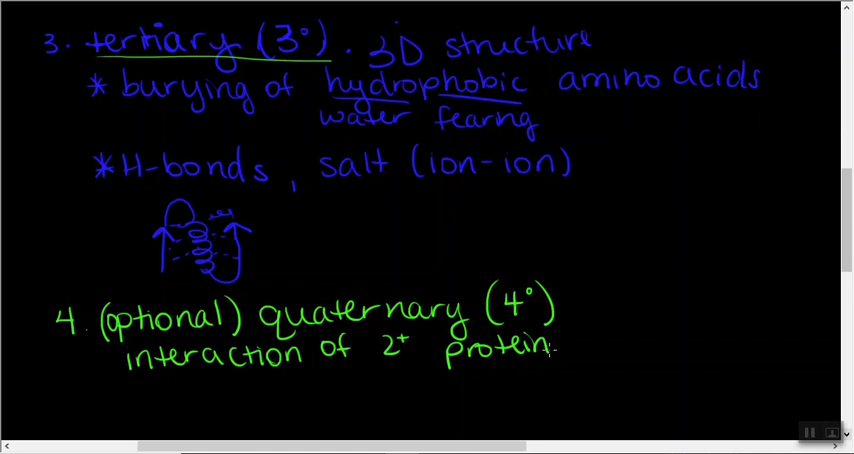 3. tertiary (3°). 3D structure
* burying of hydrophobic amino acids
water fearing
* H-bonds, salt (ion-ion)
4. (optional) quaternary (4°)
interaction of 2+ protein